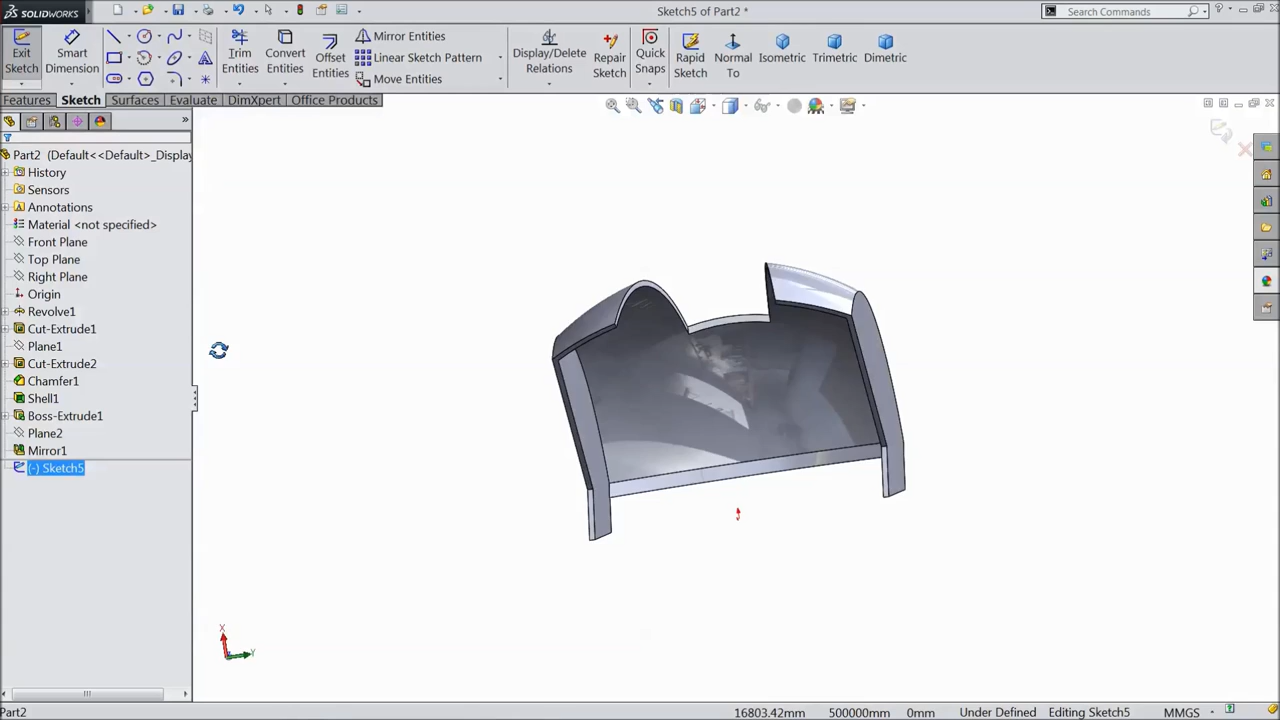 SOLIDWORKS
Sketch5 of Part2 *
Search Commands
Exit Sketch
Smart Dimension
Trim Entities
Convert Entities
Offset Entities
Mirror Entities
Linear Sketch Pattern
Move Entities
Display/Delete Relations
Repair Sketch
Quick Snaps
Rapid Sketch
Normal To
Isometric
Trimetric
Dimetric
Features
Sketch
Surfaces
Evaluate
DimXpert
Office Products
Part2 (Default<<Default>_Display
History
Sensors
Annotations
Material <not specified>
Front Plane
Top Plane
Right Plane
Origin
Revolve1
Cut-Extrude1
Plane1
Cut-Extrude2
Chamfer1
Shell1
Boss-Extrude1
Plane2
Mirror1
(-) Sketch5
X
Y
Part2
16803.42mm
500000mm
0mm
Under Defined
Editing Sketch5
MMGS